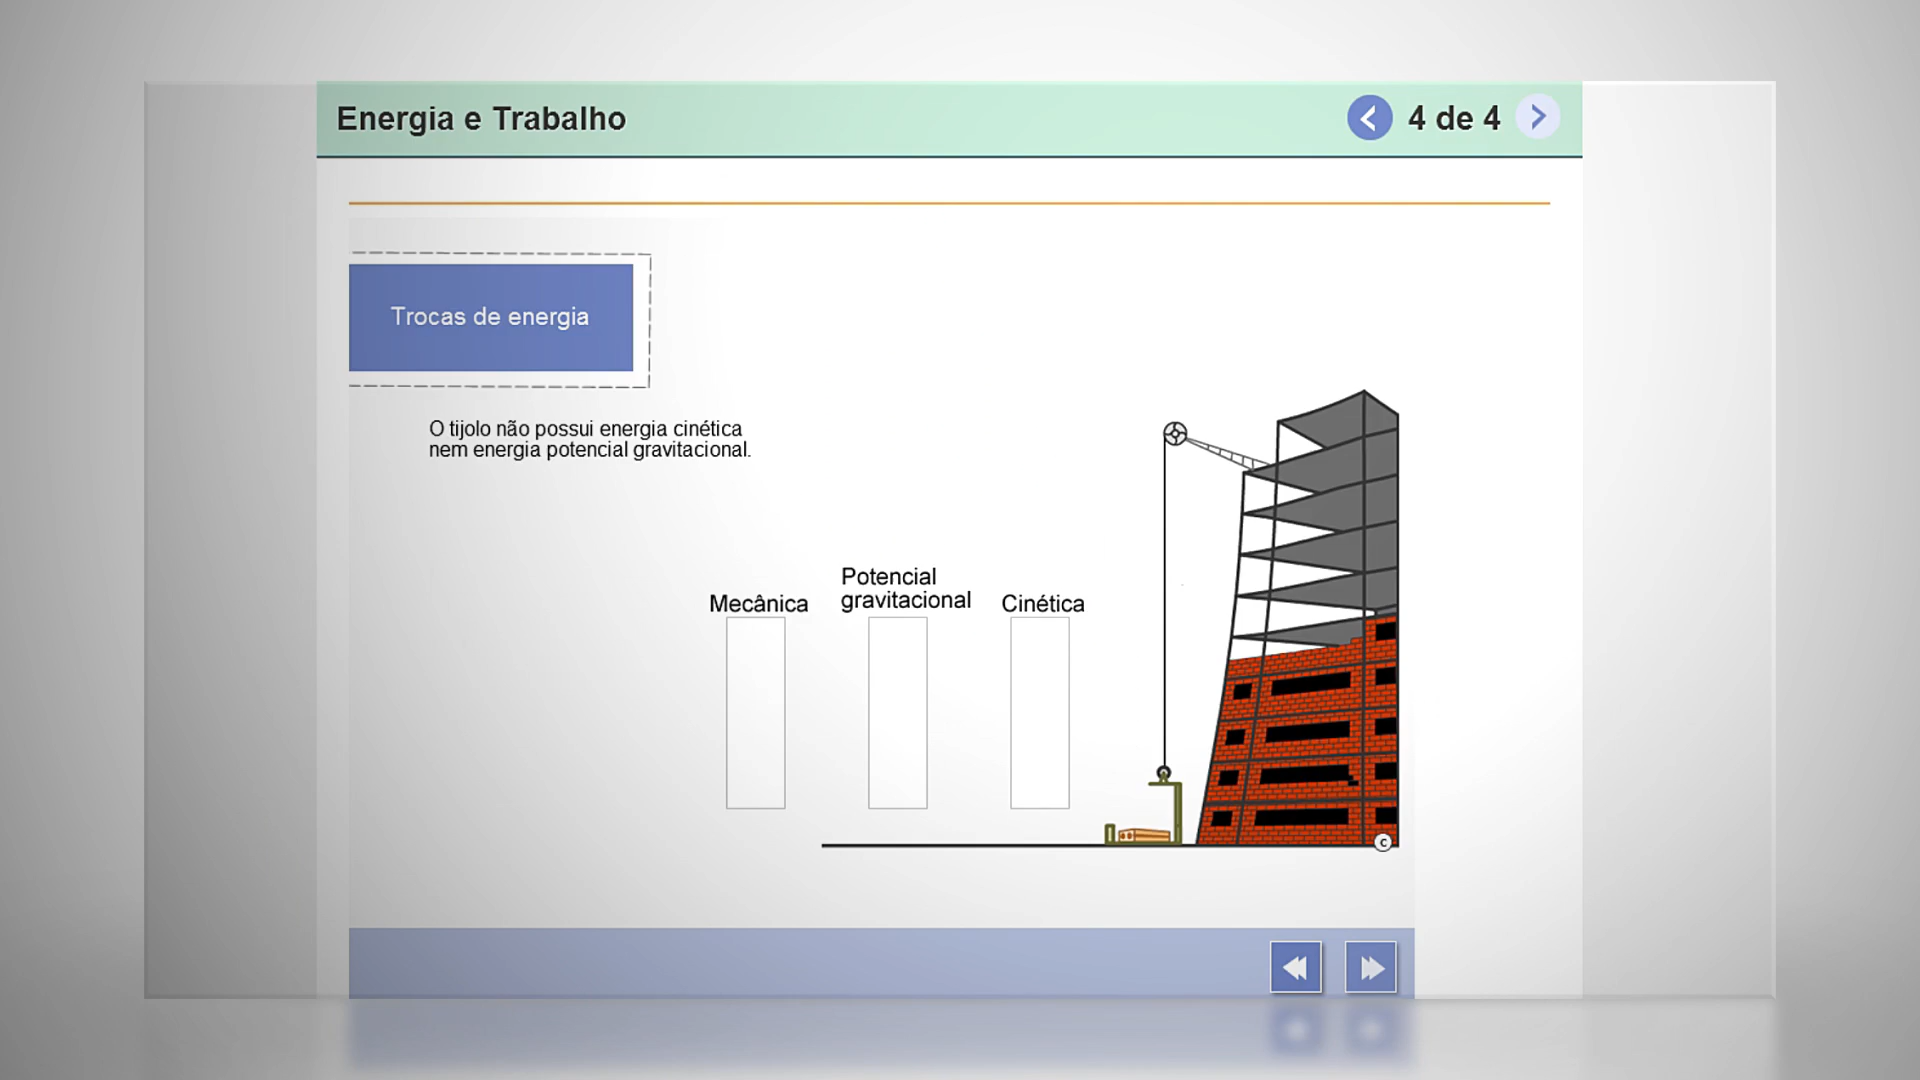 Energia e Trabalho
4 de 4
Trocas de energia
O tijolo não possui energia cinética
nem energia potencial gravitacional.
Mecânica
Potencial
gravitacional
Cinética
c